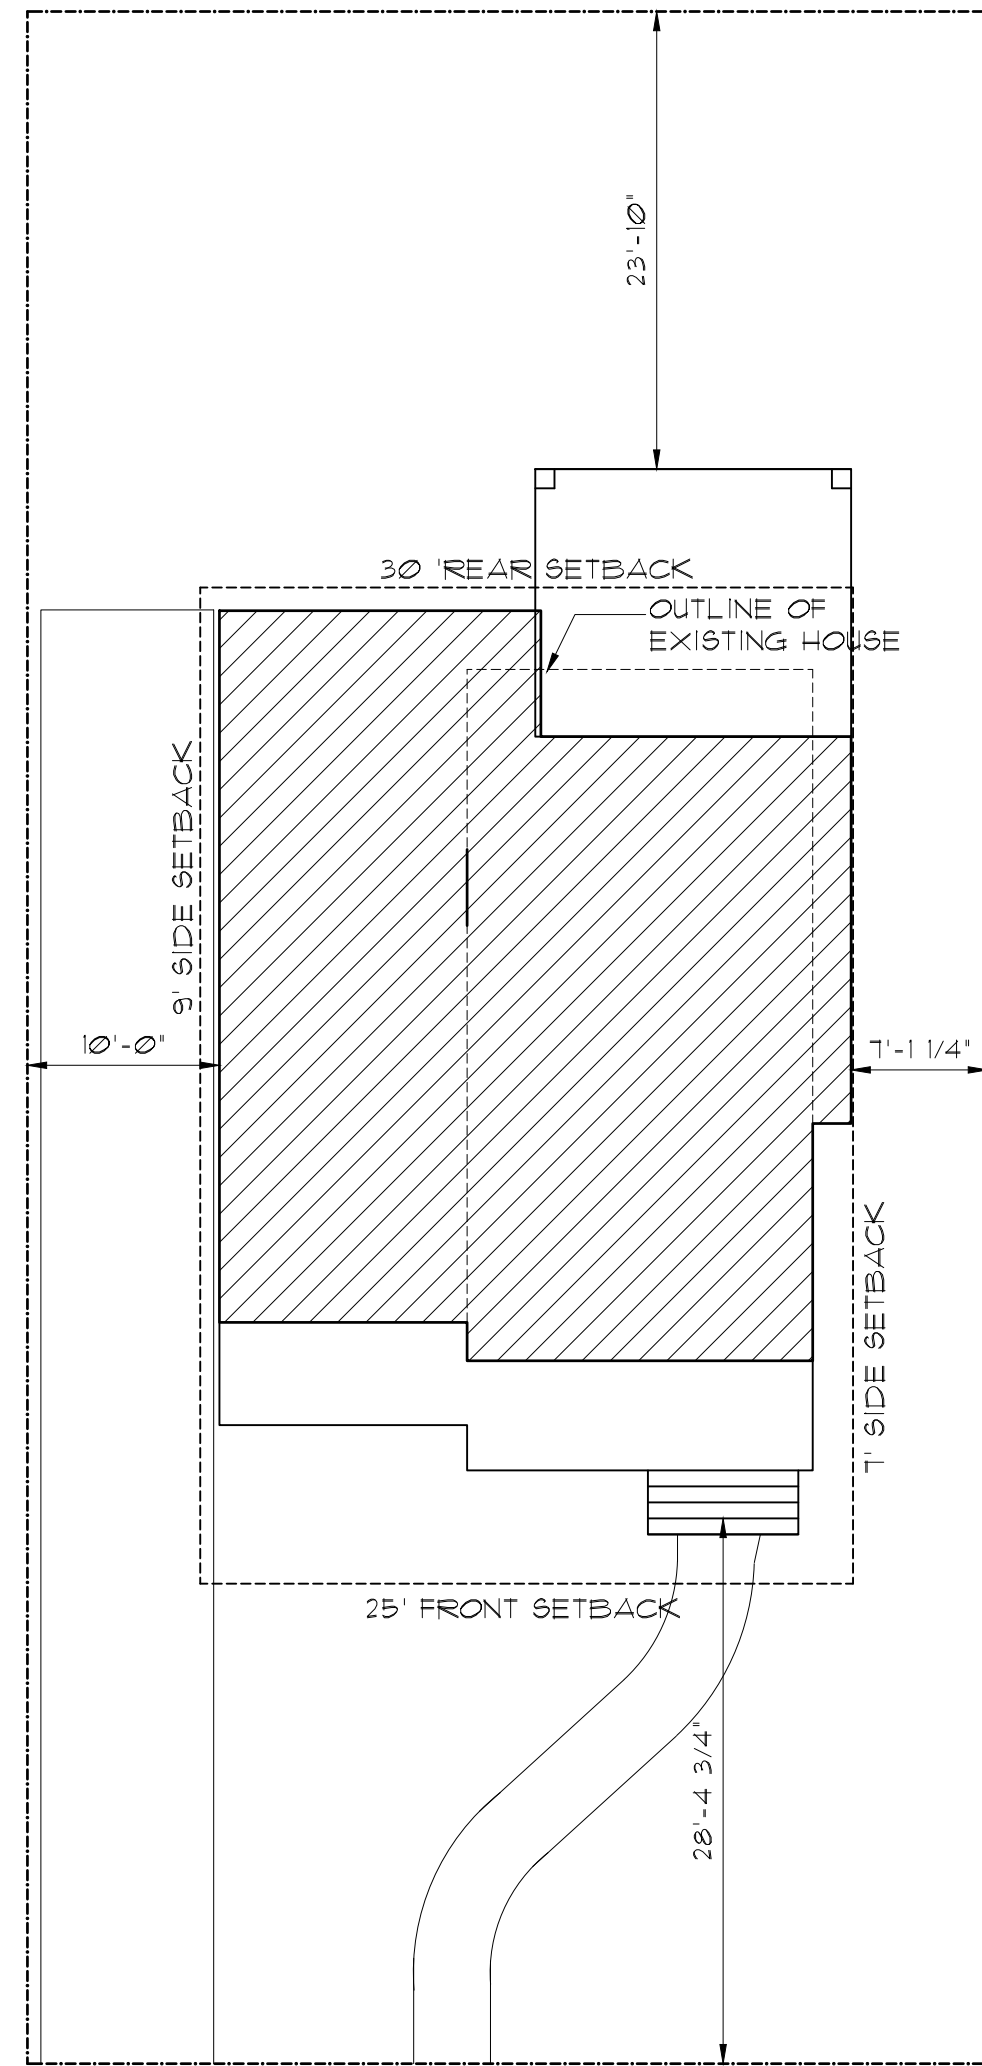 23'-10"
30 'REAR SETBACK
OUTLINE OF
EXISTING HOUSE
9' SIDE SETBACK
10'-0"
7'-1 1/4"
7' SIDE SETBACK
25' FRONT SETBACK
28'-4 3/4"